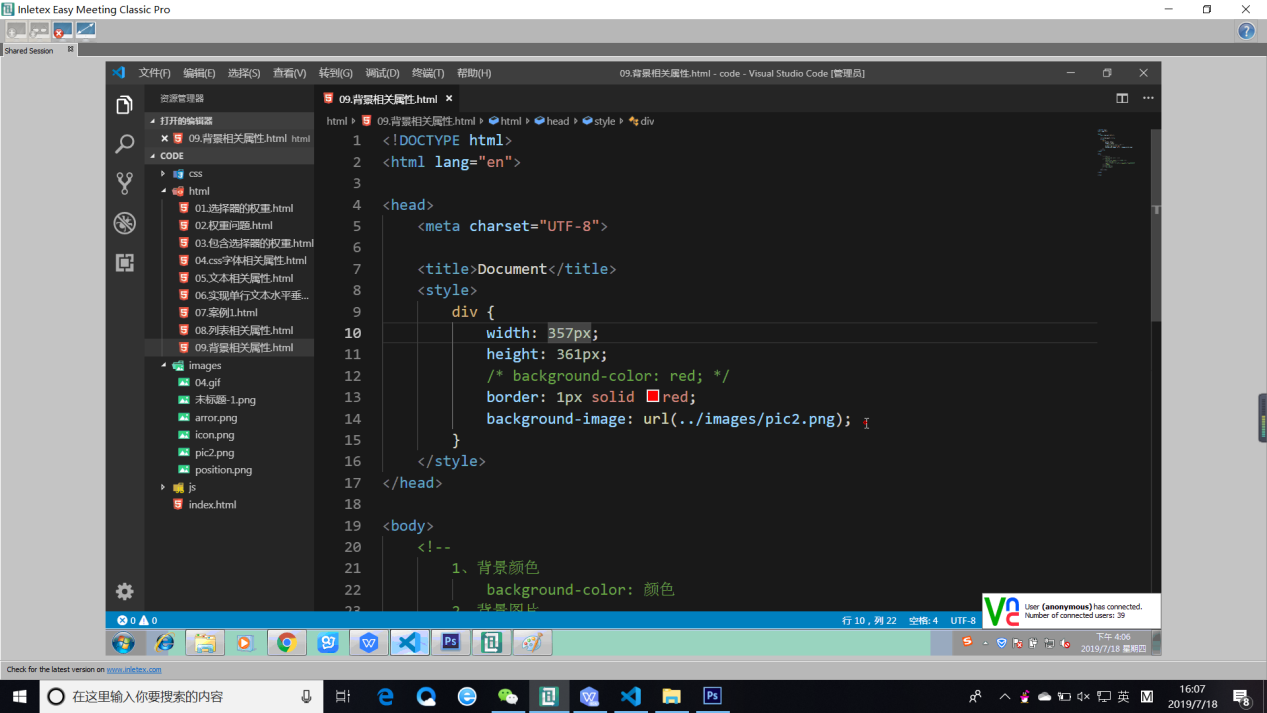 Inletex Easy Meeting Classic Pro
Shared Session
文件(F) 编辑(E) 选择(S) 查看(V) 转到(G) 调试(D) 终端(T) 帮助(H)
09.背景相关属性.html - code - Visual Studio Code [管理员]
资源管理器
打开的编辑器
09.背景相关属性.html html
CODE
css
html
01.选择器的权重.html
02.权重问题.html
03.包含选择器的权重.html
04.css字体相关属性.html
05.文本相关属性.html
06.实现单行文本水平垂...
07.案例1.html
08.列表相关属性.html
09.背景相关属性.html
images
04.gif
未标题-1.png
arror.png
icon.png
pic2.png
position.png
js
index.html
09.背景相关属性.html
html 09.背景相关属性.html html head style div
1 <!DOCTYPE html>
2 <html lang="en">
3
4 <head>
5 <meta charset="UTF-8">
6
7 <title>Document</title>
8 <style>
9 div {
10 width: 357px;
11 height: 361px;
12 /* background-color: red; */
13 border: 1px solid red;
14 background-image: url(../images/pic2.png);
15 }
16 </style>
17 </head>
18
19 <body>
20 <!--
21 1、背景颜色
22 background-color: 颜色
23 2、背景图片
0 0
行 10，列 22 空格: 4 UTF-8
User (anonymous) has connected.
Number of connected users: 39
下午 4:06
2019/7/18 星期四
Check for the latest version on www.inletex.com
在这里输入你要搜索的内容
英
16:07
2019/7/18
8